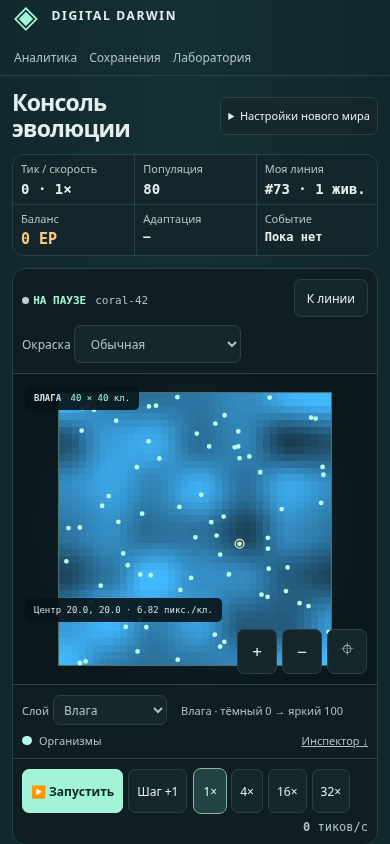 DIGITAL DARWIN
Аналитика Сохранения Лаборатория
Консоль
эволюции
▶ Настройки нового мира
Тик / скорость
0 · 1×
Популяция
80
Моя линия
#73 · 1 жив.
Баланс
0 EP
Адаптация
—
Событие
Пока нет
НА ПАУЗЕ coral-42
К линии
Окраска Обычная
ВЛАГА 40 × 40 кл.
Центр 20.0, 20.0 · 6.82 пикс./кл.
+ −
Слой Влага Влага · тёмный 0 → яркий 100
Организмы Инспектор ↓
▶ Запустить Шаг +1 1× 4× 16× 32×
0 тиков/с